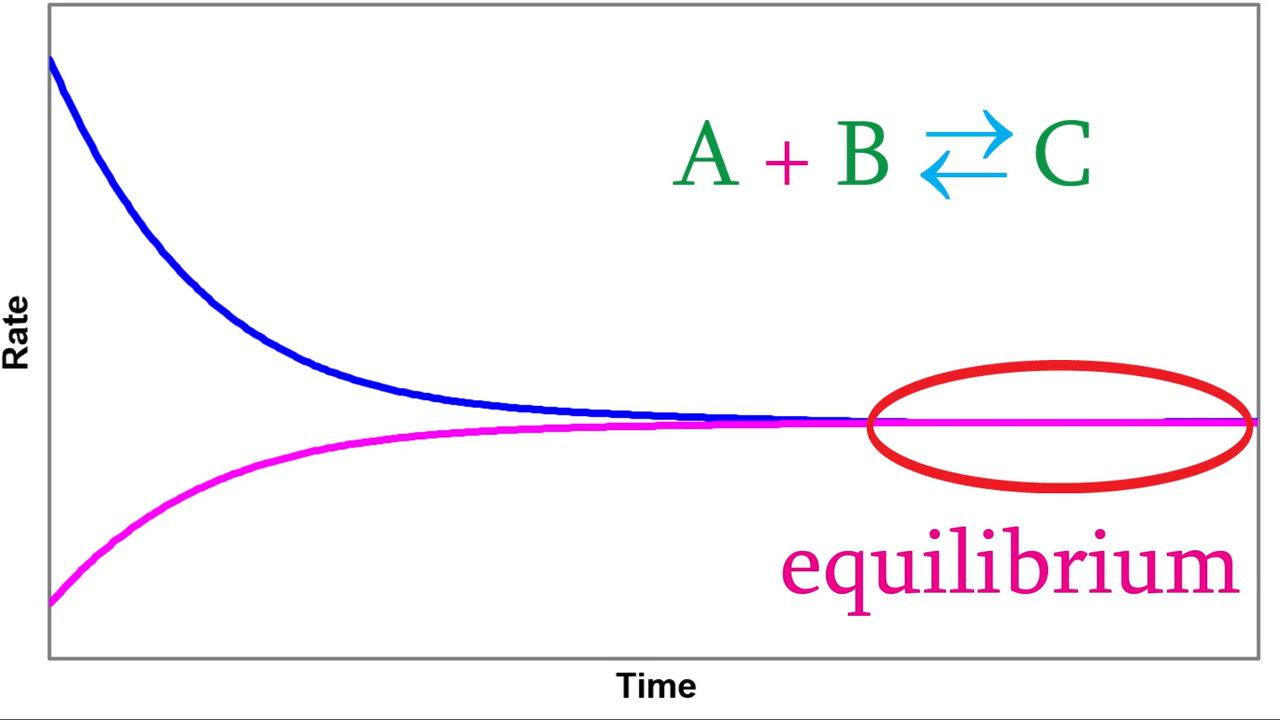 A + B ⇄ C
Rate
equilibrium
Time